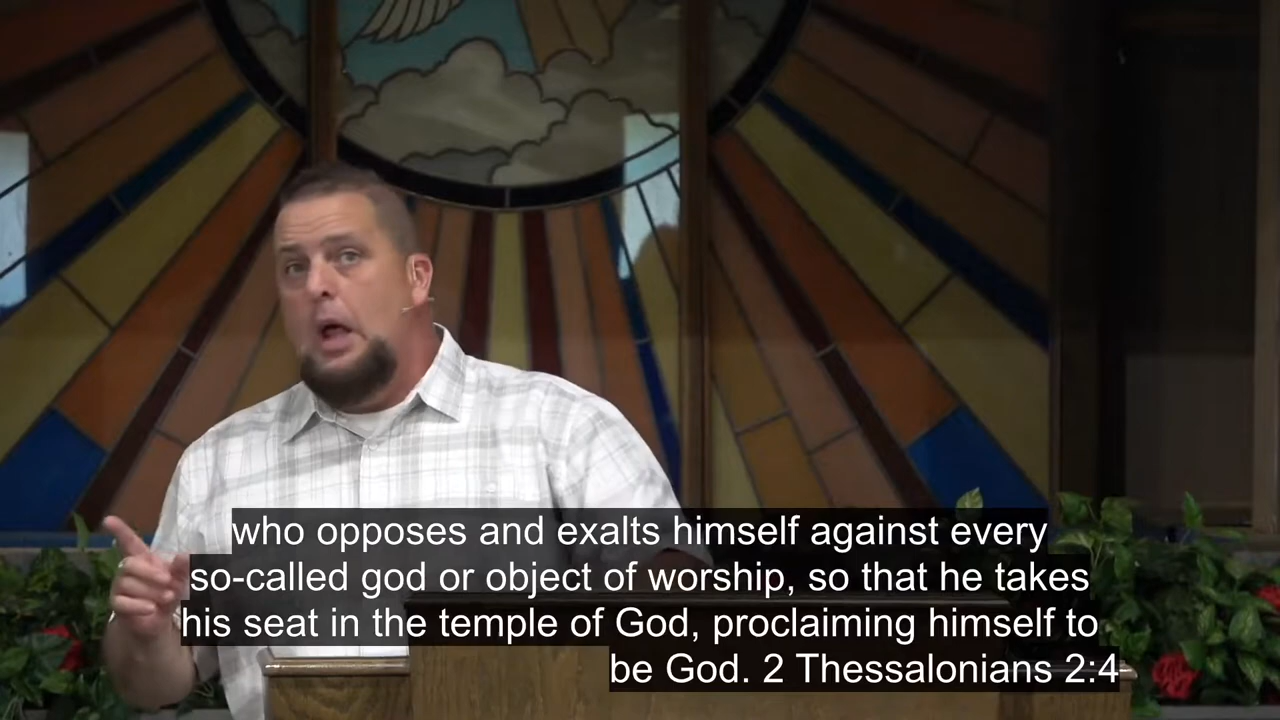 who opposes and exalts himself against every
so-called god or object of worship, so that he takes
his seat in the temple of God, proclaiming himself to
be God. 2 Thessalonians 2:4